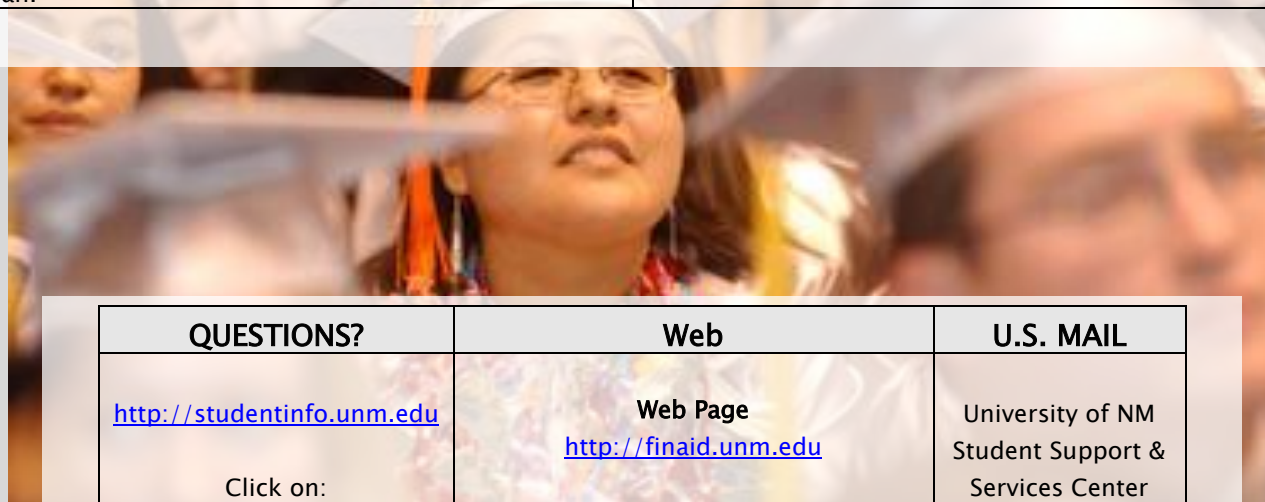 QUESTIONS?
Web
U.S. MAIL
http://studentinfo.unm.edu
Click on:
Web Page
http://finaid.unm.edu
University of NM
Student Support &
Services Center